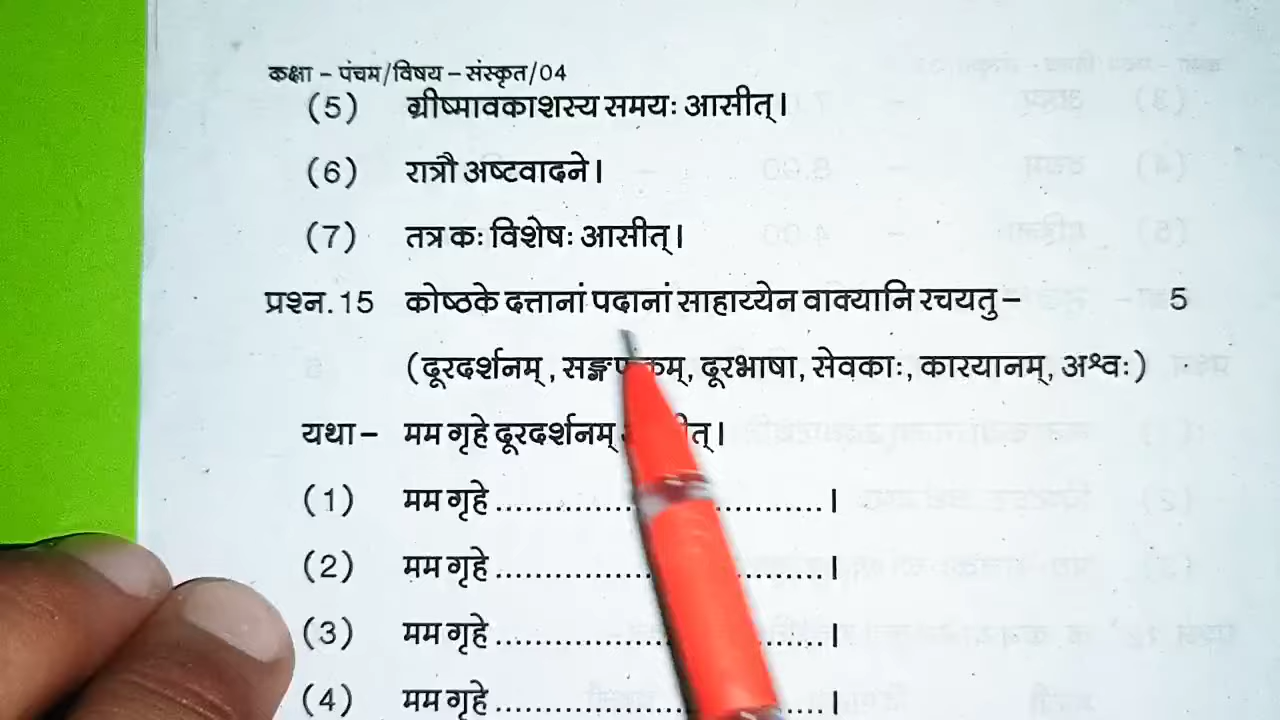 कक्षा – पंचम/विषय – संस्कृत/04
(5) ग्रीष्मावकाशस्य समयः आसीत्।
(6) रात्रौ अष्टवादने।
(7) तत्र कः विशेषः आसीत्।
प्रश्न.15 कोष्ठके दत्तानां पदानां साहाय्येन वाक्यानि रचयतु – 5
(दूरदर्शनम्, दूरभाषा, सेवकाः, कारयानम्, अश्वः)
यथा – मम गृहे दूरदर्शनम्
(1) मम गृहे .................................।
(2) मम गृहे .................................।
(3) मम गृहे .................................।
(4) मम गृहे .................................।